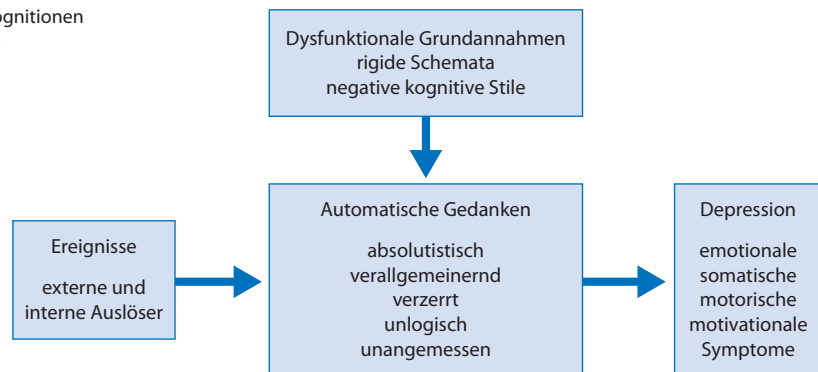 ognitionen
Dysfunktionale Grundannahmen
rigide Schemata
negative kognitive Stile
Ereignisse
externe und
interne Auslöser
Automatische Gedanken
absolutistisch
verallgemeinernd
verzerrt
unlogisch
unangemessen
Depression
emotionale
somatische
motorische
motivationale
Symptome